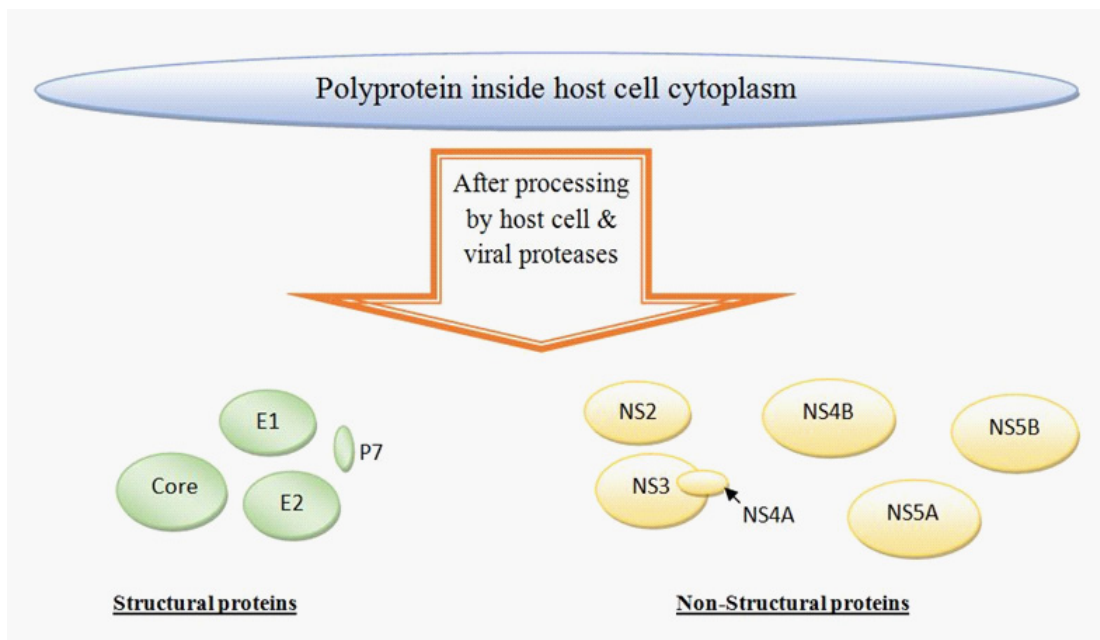 Polyprotein inside host cell cytoplasm
After processing
by host cell &
viral proteases
E1
P7
Core
E2
NS2
NS4B
NS5B
NS3
NS4A
NS5A
Structural proteins
Non-Structural proteins